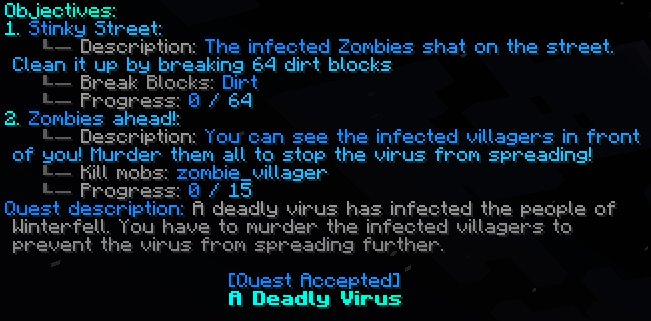 Objectives:
1. Stinky Street:
└── Description: The infected Zombies shat on the street.
Clean it up by breaking 64 dirt blocks
└── Break Blocks: Dirt
└── Progress: 0 / 64
2. Zombies ahead!:
└── Description: You can see the infected villagers in front
of you! Murder them all to stop the virus from spreading!
└── Kill mobs: zombie_villager
└── Progress: 0 / 15
Quest description: A deadly virus has infected the people of
Winterfell. You have to murder the infected villagers to
prevent the virus from spreading further.
[Quest Accepted]
A Deadly Virus